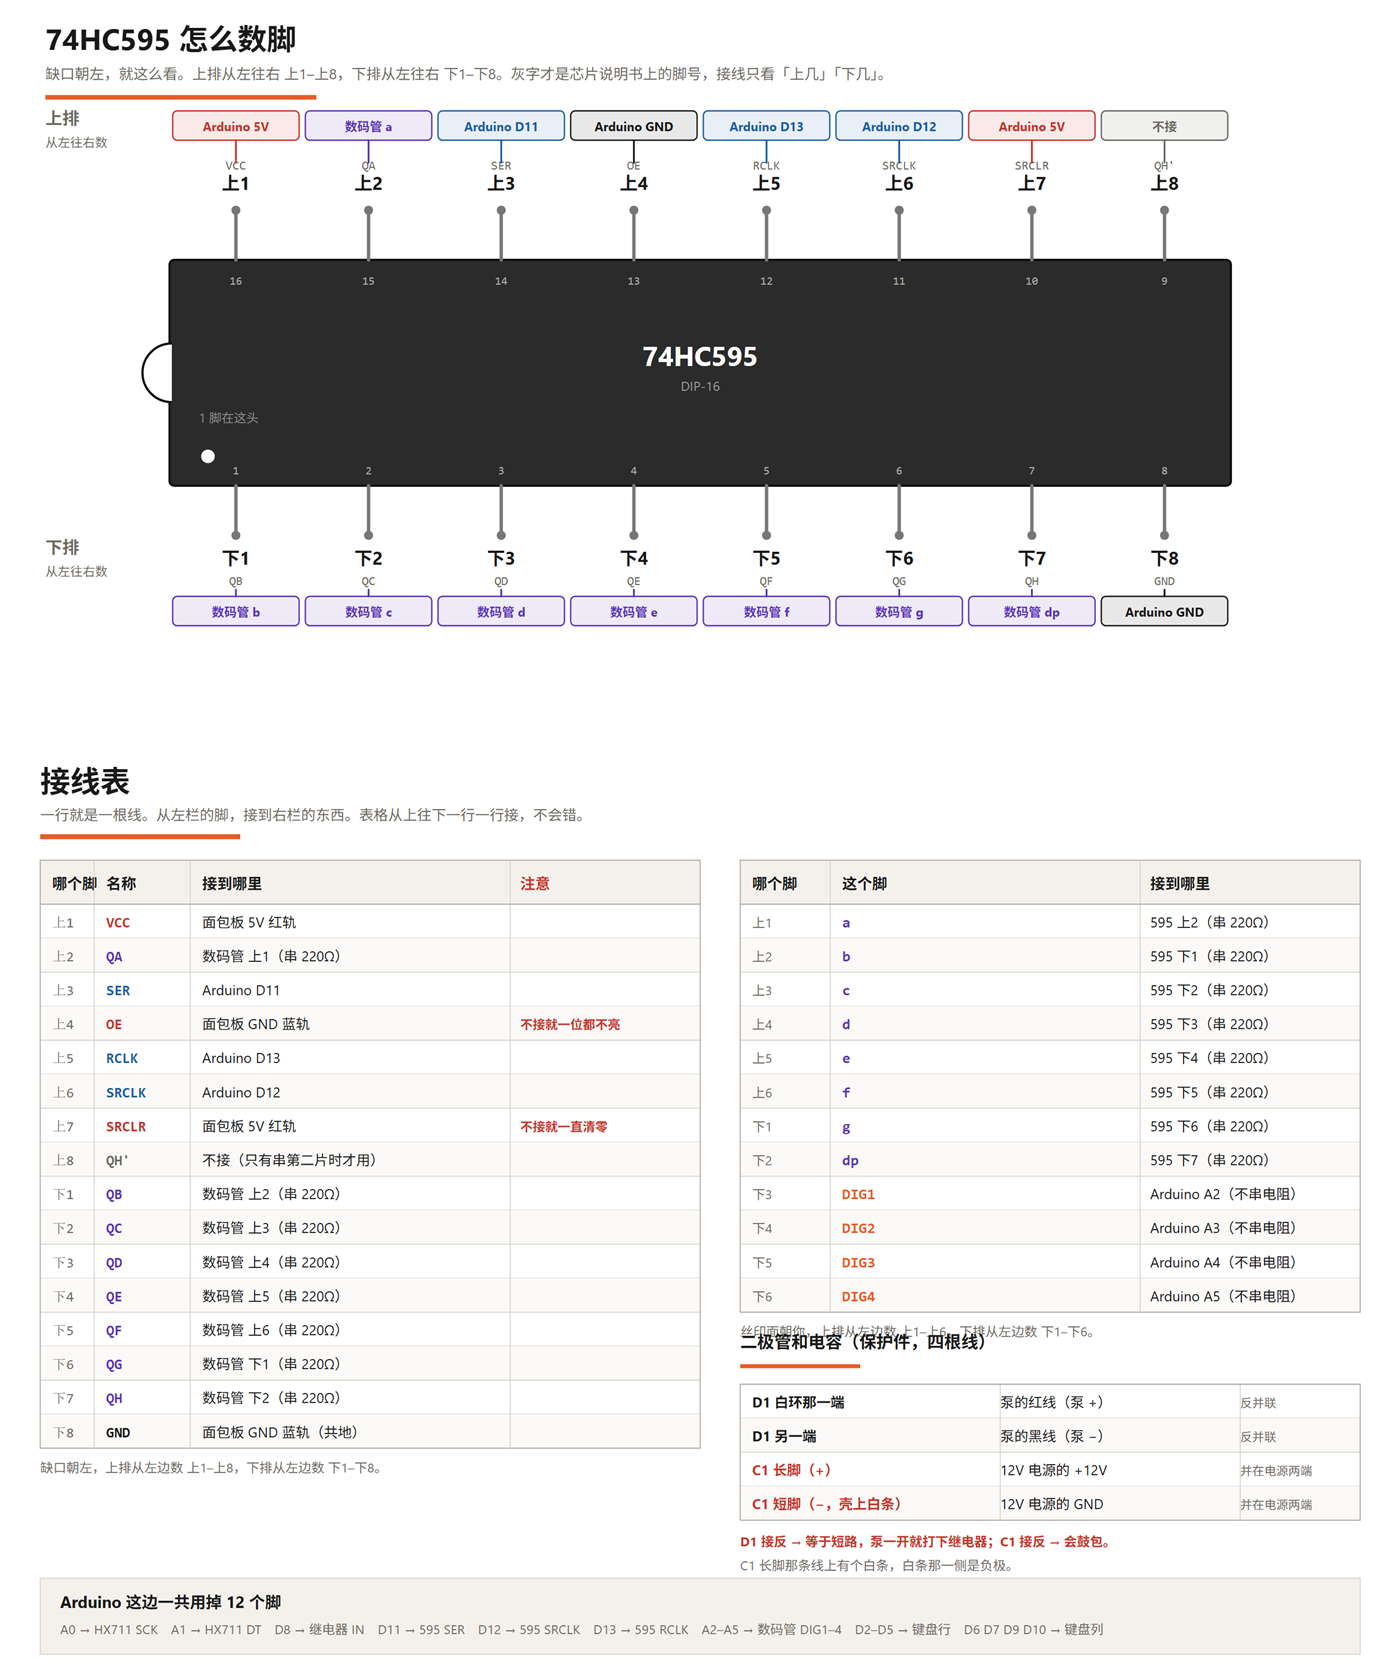 74HC595 怎么数脚
缺口朝左，就这么看。上排从左往右 上1–上8，下排从左往右 下1–下8。灰字才是芯片说明书上的脚号，接线只看「上几」「下几」。
上排
从左往右数
Arduino 5V 数码管 a Arduino D11 Arduino GND Arduino D13 Arduino D12 Arduino 5V 不接
VCC QA SER OE RCLK SRCLK SRCLR QH'
上1 上2 上3 上4 上5 上6 上7 上8
16 15 14 13 12 11 10 9
74HC595
DIP-16
1 脚在这头
1 2 3 4 5 6 7 8
下排
从左往右数
下1 下2 下3 下4 下5 下6 下7 下8
QB QC QD QE QF QG QH GND
数码管 b 数码管 c 数码管 d 数码管 e 数码管 f 数码管 g 数码管 dp Arduino GND
接线表
一行就是一根线。从左栏的脚，接到右栏的东西。表格从上往下一行一行接，不会错。
哪个脚 名称 接到哪里 注意
上1 VCC 面包板 5V 红轨
上2 QA 数码管 上1（串 220Ω）
上3 SER Arduino D11
上4 OE 面包板 GND 蓝轨 不接就一位都不亮
上5 RCLK Arduino D13
上6 SRCLK Arduino D12
上7 SRCLR 面包板 5V 红轨 不接就一直清零
上8 QH' 不接（只有串第二片时才用）
下1 QB 数码管 上2（串 220Ω）
下2 QC 数码管 上3（串 220Ω）
下3 QD 数码管 上4（串 220Ω）
下4 QE 数码管 上5（串 220Ω）
下5 QF 数码管 上6（串 220Ω）
下6 QG 数码管 下1（串 220Ω）
下7 QH 数码管 下2（串 220Ω）
下8 GND 面包板 GND 蓝轨（共地）
缺口朝左，上排从左边数 上1–上8，下排从左边数 下1–下8。
哪个脚 这个脚 接到哪里
上1 a 595 上2（串 220Ω）
上2 b 595 下1（串 220Ω）
上3 c 595 下2（串 220Ω）
上4 d 595 下3（串 220Ω）
上5 e 595 下4（串 220Ω）
上6 f 595 下5（串 220Ω）
下1 g 595 下6（串 220Ω）
下2 dp 595 下7（串 220Ω）
下3 DIG1 Arduino A2（不串电阻）
下4 DIG2 Arduino A3（不串电阻）
下5 DIG3 Arduino A4（不串电阻）
下6 DIG4 Arduino A5（不串电阻）
丝印面朝你，上排从左边数 上1–上6，下排从左边数 下1–下6。
二极管和电容（保护件，四根线）
D1 白环那一端 泵的红线（泵 +） 反并联
D1 另一端 泵的黑线（泵 −） 反并联
C1 长脚（+） 12V 电源的 +12V 并在电源两端
C1 短脚（−，壳上白条） 12V 电源的 GND 并在电源两端
D1 接反 → 等于短路，泵一开就打下继电器；C1 接反 → 会鼓包。
C1 长脚那条线上有个白条，白条那一侧是负极。
Arduino 这边一共用掉 12 个脚
A0 → HX711 SCK A1 → HX711 DT D8 → 继电器 IN D11 → 595 SER D12 → 595 SRCLK D13 → 595 RCLK A2–A5 → 数码管 DIG1–4 D2–D5 → 键盘行 D6 D7 D9 D10 → 键盘列